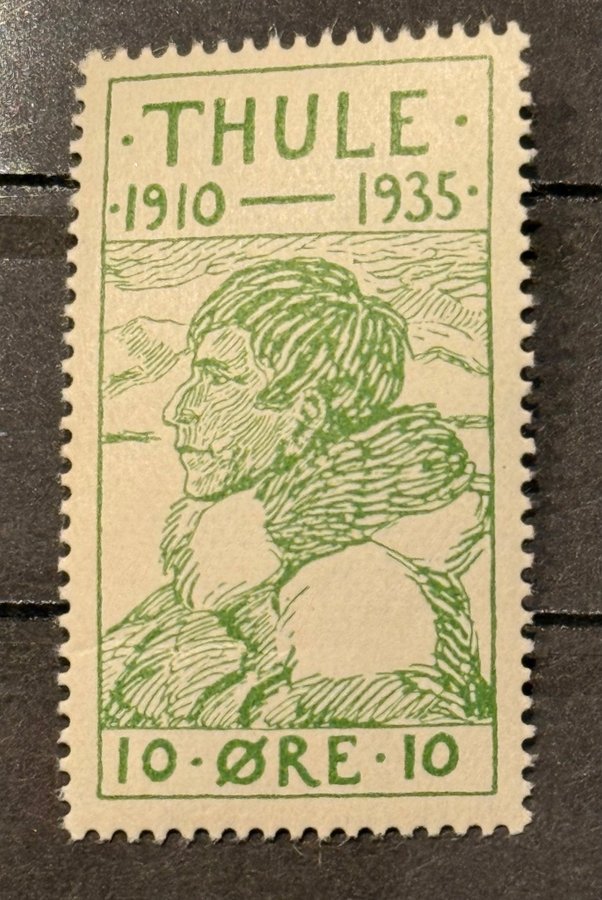 · THULE ·
· 1910 — 1935 ·
10 · ØRE · 10